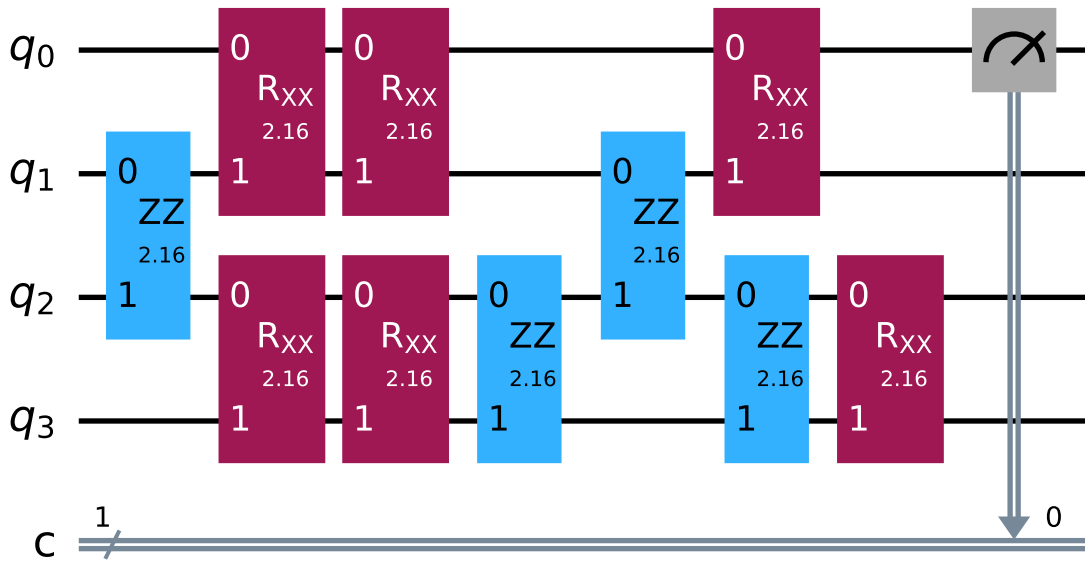 q0 0 0 0
RXX RXX RXX
2.16 2.16 2.16
q1 0 1 1 0 1
ZZ ZZ
2.16 2.16
q2 1 0 0 0 1 0 0
RXX RXX ZZ ZZ RXX
2.16 2.16 2.16 2.16 2.16
q3 1 1 1 1 1
1 0
c